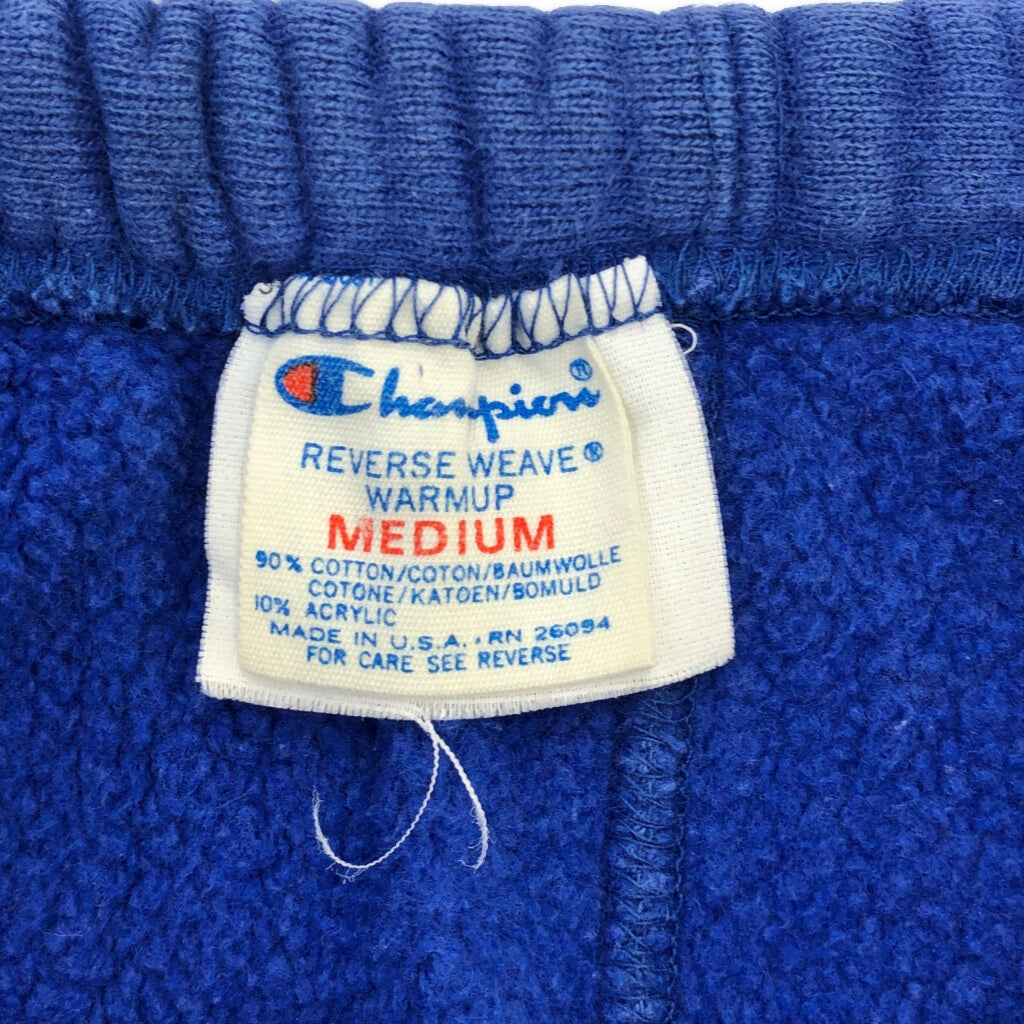 Champion®
REVERSE WEAVE®
WARMUP
MEDIUM
90% COTTON/COTON/BAUMWOLLE
COTONE/KATOEN/BOMULD
10% ACRYLIC
MADE IN U.S.A. · RN 26094
FOR CARE SEE REVERSE